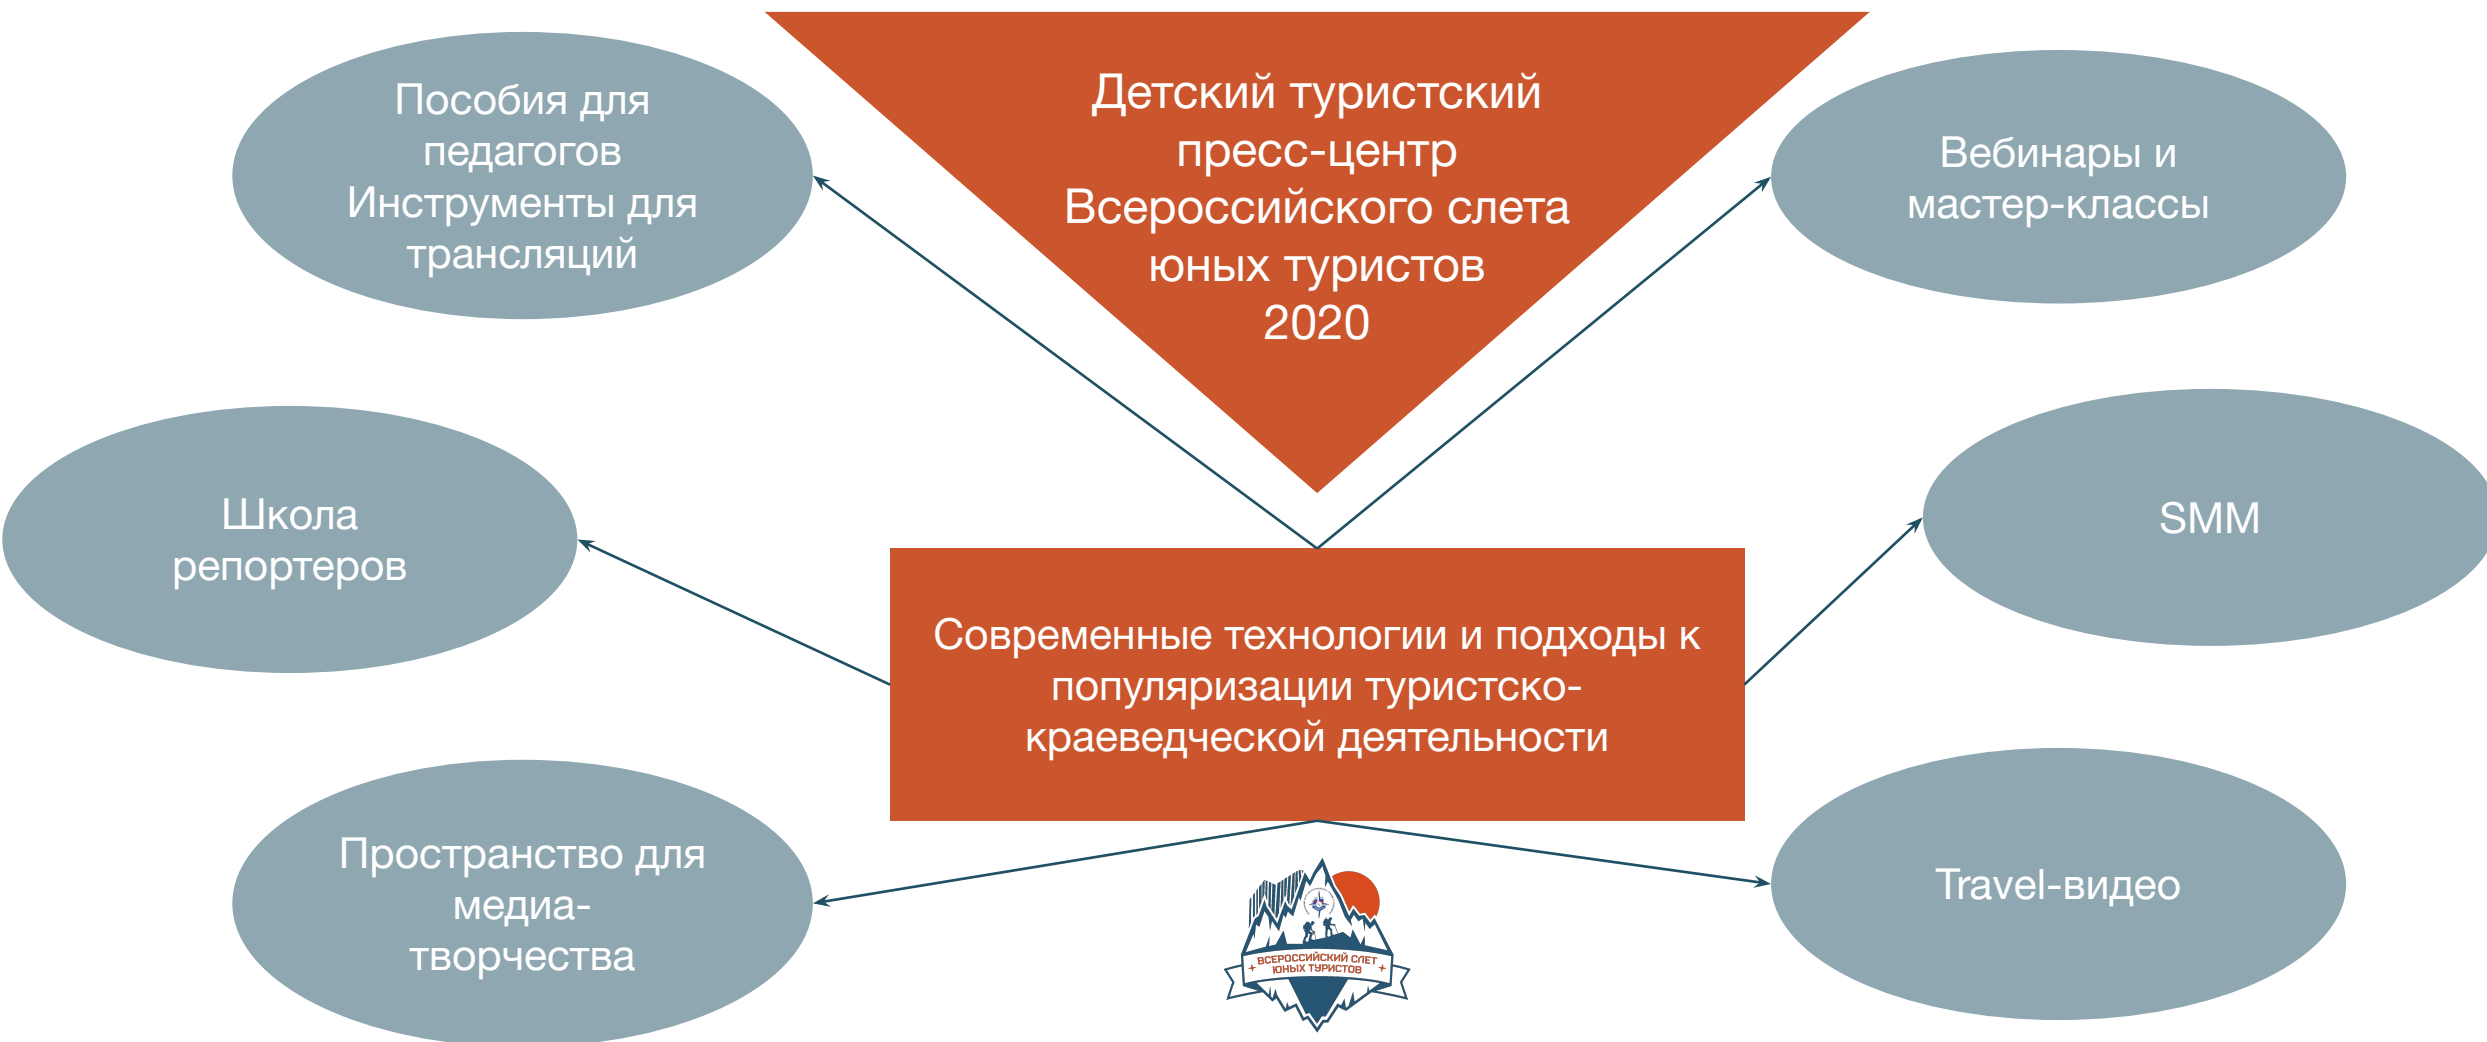 Детский туристский
пресс-центр
Всероссийского слета
юных туристов
2020
Пособия для
педагогов
Инструменты для
трансляций
Вебинары и
мастер-классы
Школа
репортеров
SMM
Современные технологии и подходы к
популяризации туристско-
краеведческой деятельности
Пространство для
медиа-
творчества
Travel-видео
ВСЕРОССИЙСКИЙ СЛЕТ
ЮНЫХ ТУРИСТОВ